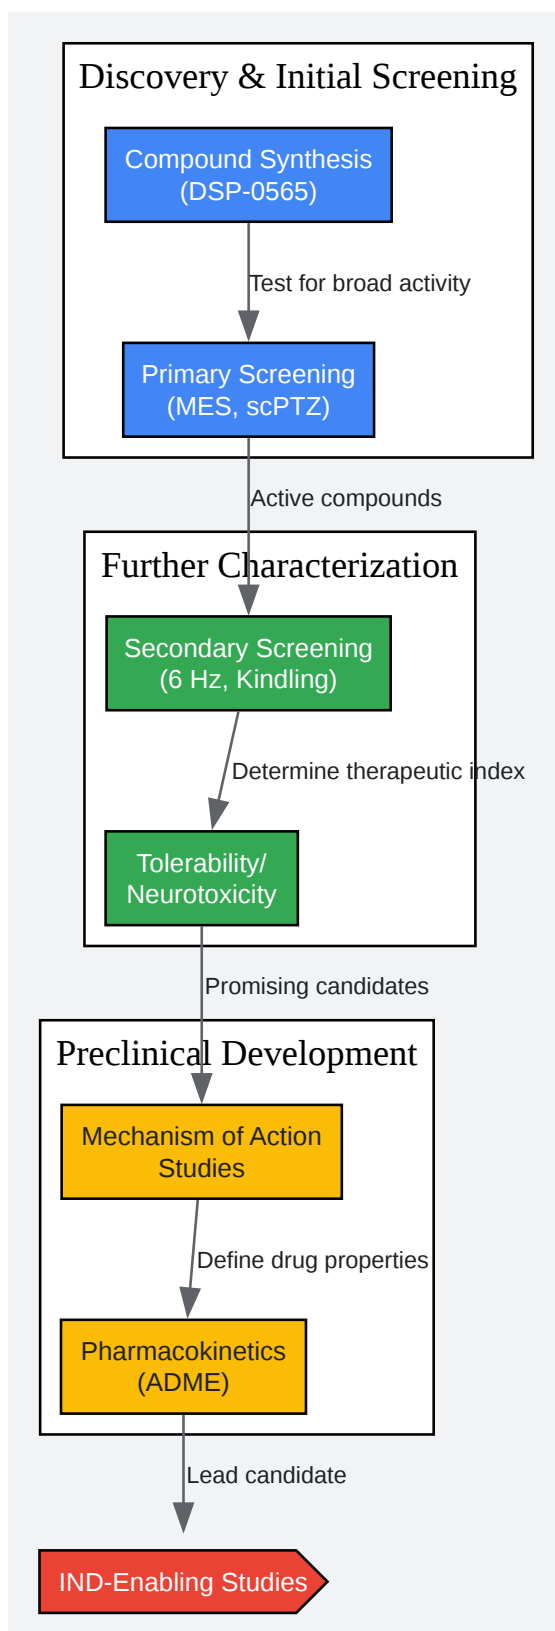 Discovery & Initial Screening
Compound Synthesis
(DSP-0565)
Test for broad activity
Primary Screening
(MES, scPTZ)
Active compounds
Further Characterization
Secondary Screening
(6 Hz, Kindling)
Determine therapeutic index
Tolerability/
Neurotoxicity
Promising candidates
Preclinical Development
Mechanism of Action
Studies
Define drug properties
Pharmacokinetics
(ADME)
Lead candidate
IND-Enabling Studies